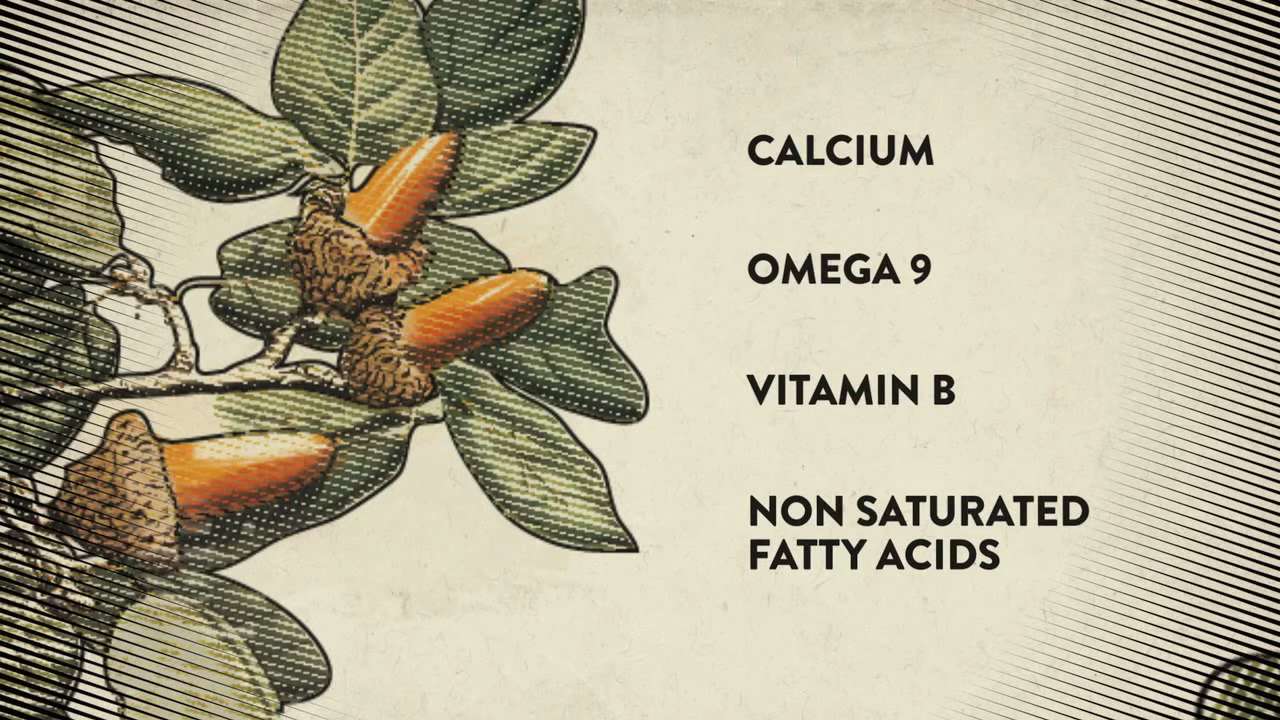 CALCIUM
OMEGA 9
VITAMIN B
NON SATURATED
FATTY ACIDS